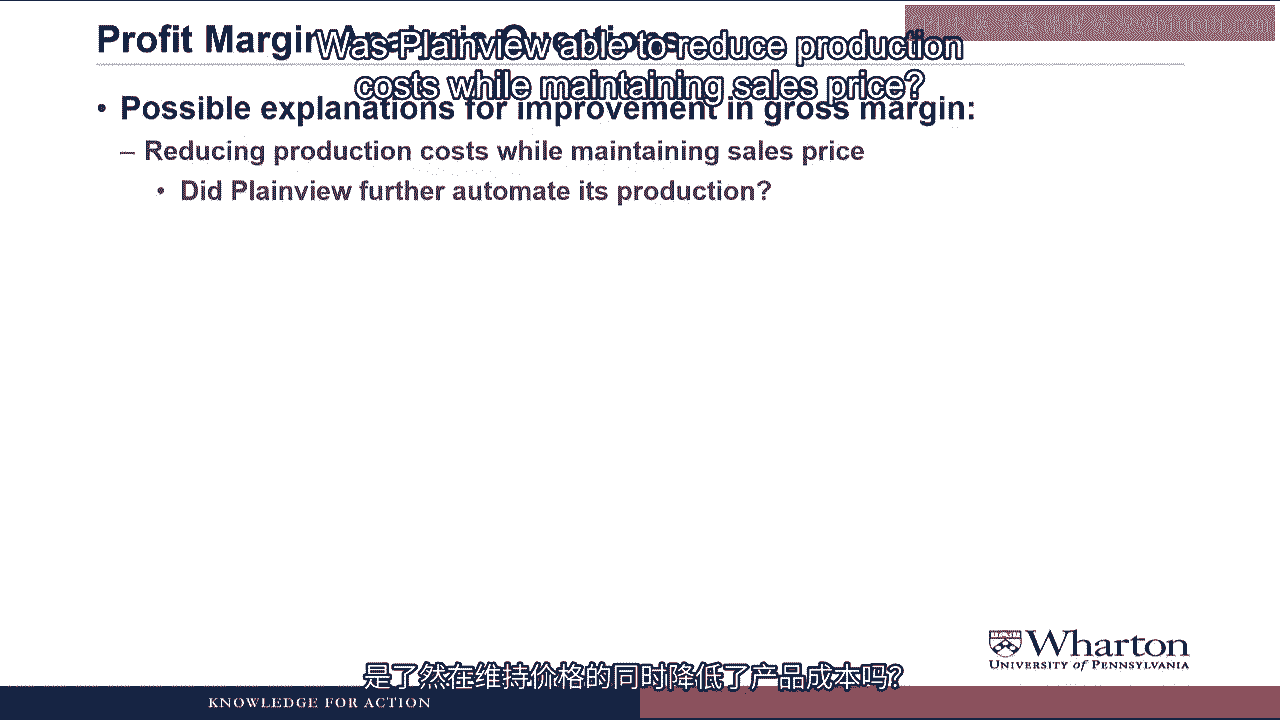 Profit Margin Analysis Questions
Was Plainview able to reduce production
costs while maintaining sales price?
• Possible explanations for improvement in gross margin:
– Reducing production costs while maintaining sales price
• Did Plainview further automate its production?
Wharton
UNIVERSITY of PENNSYLVANIA
是了然在维持价格的同时降低了产品成本吗?
KNOWLEDGE FOR ACTION